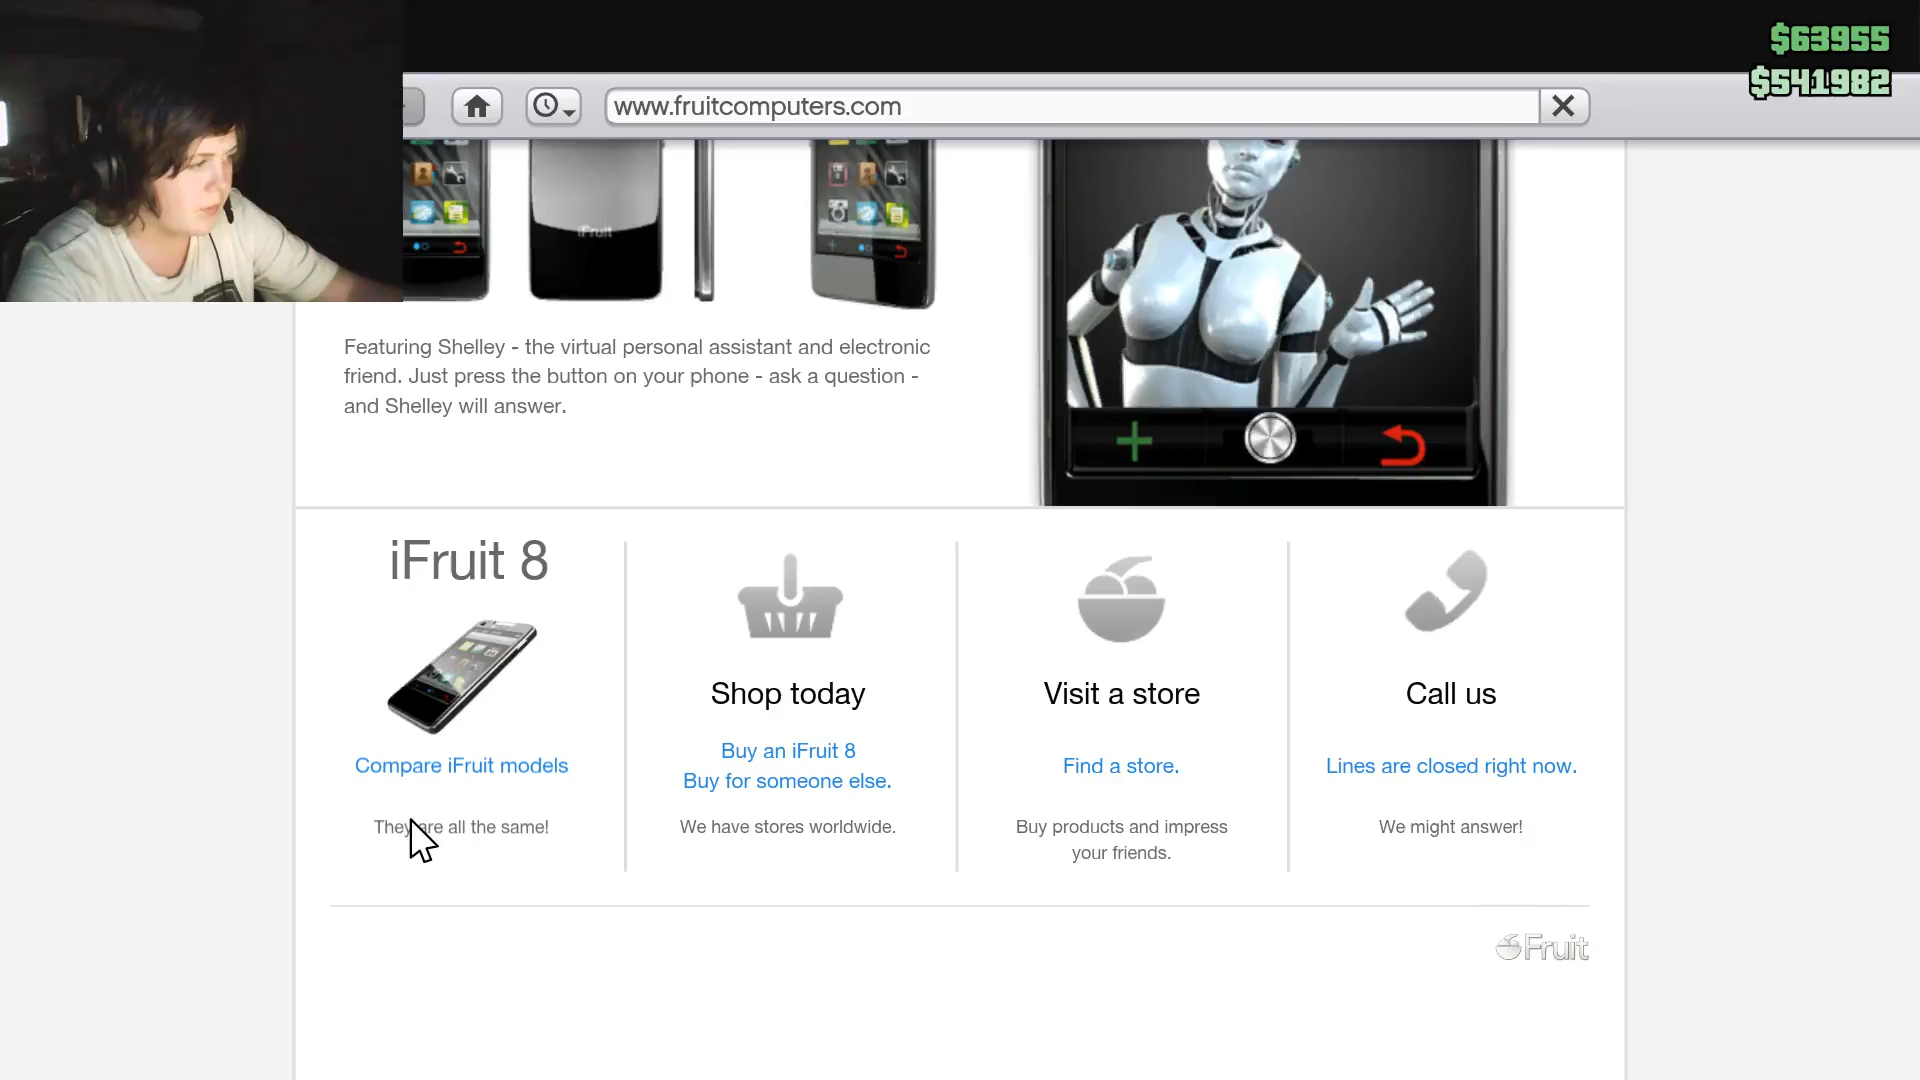 $63955
$541982
www.fruitcomputers.com
iFruit
Featuring Shelley - the virtual personal assistant and electronic
friend. Just press the button on your phone - ask a question -
and Shelley will answer.
iFruit 8
Compare iFruit models
They are all the same!
Shop today
Buy an iFruit 8
Buy for someone else.
We have stores worldwide.
Visit a store
Find a store.
Buy products and impress
your friends.
Call us
Lines are closed right now.
We might answer!
Fruit